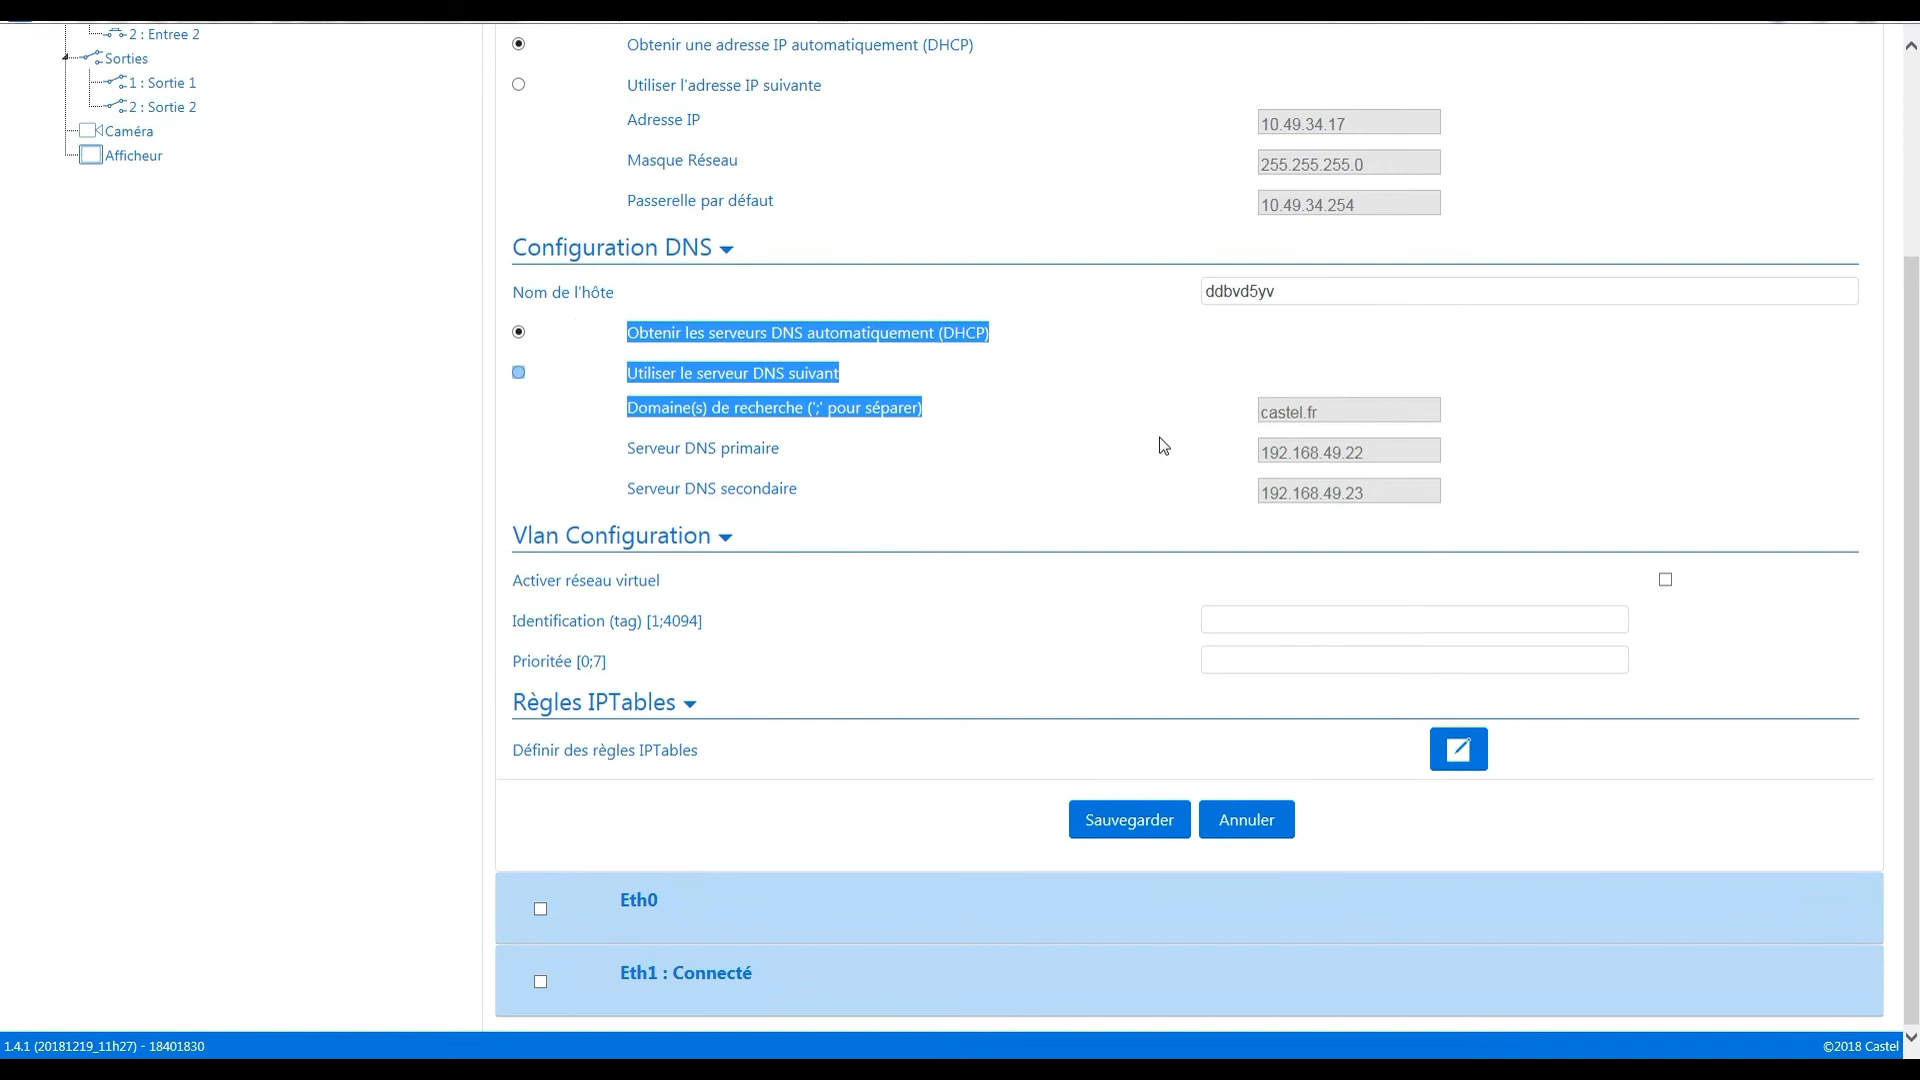 2 : Entree 2
Sorties
1 : Sortie 1
2 : Sortie 2
Caméra
Afficheur
Obtenir une adresse IP automatiquement (DHCP)
Utiliser l'adresse IP suivante
Adresse IP 10.49.34.17
Masque Réseau 255.255.255.0
Passerelle par défaut 10.49.34.254
Configuration DNS
Nom de l'hôte ddbvd5yv
Obtenir les serveurs DNS automatiquement (DHCP)
Utiliser le serveur DNS suivant
Domaine(s) de recherche (';' pour séparer) castel.fr
Serveur DNS primaire 192.168.49.22
Serveur DNS secondaire 192.168.49.23
Vlan Configuration
Activer réseau virtuel
Identification (tag) [1;4094]
Prioritée [0;7]
Règles IPTables
Définir des règles IPTables
Sauvegarder Annuler
Eth0
Eth1 : Connecté
1.4.1 (20181219_11h27) - 18401830 ©2018 Castel